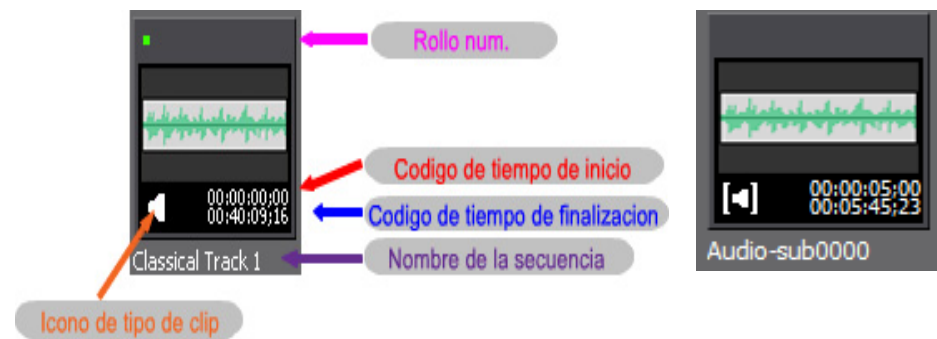 Rollo num.
Codigo de tiempo de inicio
00:00:00;00
00:40:09;16
Codigo de tiempo de finalizacion
Classical Track 1
Nombre de la secuencia
Icono de tipo de clip
00:00:05;00
00:05:45;23
Audio-sub0000